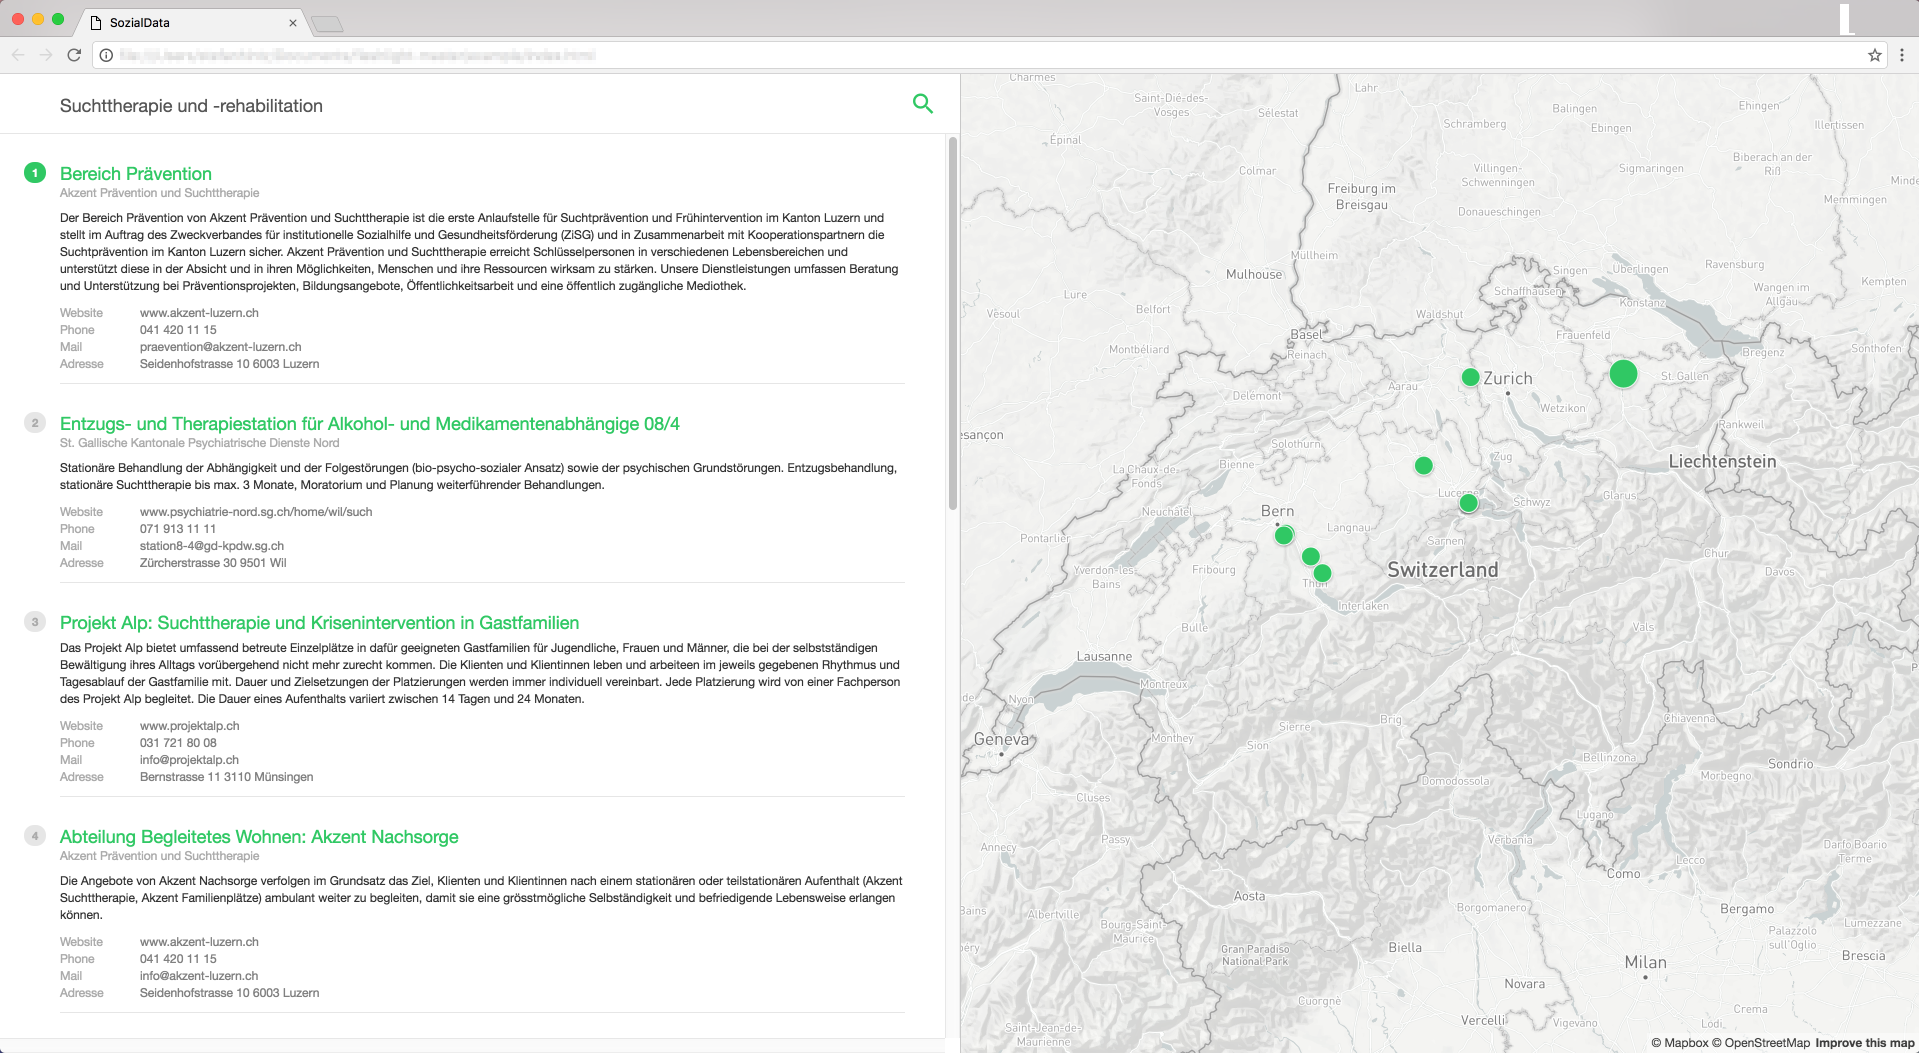 SozialData
Suchttherapie und -rehabilitation
1
Bereich Prävention
Akzent Prävention und Suchttherapie
Der Bereich Prävention von Akzent Prävention und Suchttherapie ist die erste Anlaufstelle für Suchtprävention und Frühintervention im Kanton Luzern und
stellt im Auftrag des Zweckverbandes für institutionelle Sozialhilfe und Gesundheitsförderung (ZiSG) und in Zusammenarbeit mit Kooperationspartnern die
Suchtprävention im Kanton Luzern sicher. Akzent Prävention und Suchttherapie erreicht Schlüsselpersonen in verschiedenen Lebensbereichen und
unterstützt diese in der Absicht und in ihren Möglichkeiten, Menschen und ihre Ressourcen wirksam zu stärken. Unsere Dienstleistungen umfassen Beratung
und Unterstützung bei Präventionsprojekten, Bildungsangebote, Öffentlichkeitsarbeit und eine öffentlich zugängliche Mediothek.
Website www.akzent-luzern.ch
Phone 041 420 11 15
Mail praevention@akzent-luzern.ch
Adresse Seidenhofstrasse 10 6003 Luzern
2
Entzugs- und Therapiestation für Alkohol- und Medikamentenabhängige 08/4
St. Gallische Kantonale Psychiatrische Dienste Nord
Stationäre Behandlung der Abhängigkeit und der Folgestörungen (bio-psycho-sozialer Ansatz) sowie der psychischen Grundstörungen. Entzugsbehandlung,
stationäre Suchttherapie bis max. 3 Monate, Moratorium und Planung weiterführender Behandlungen.
Website www.psychiatrie-nord.sg.ch/home/wil/such
Phone 071 913 11 11
Mail station8-4@gd-kpdw.sg.ch
Adresse Zürcherstrasse 30 9501 Wil
3
Projekt Alp: Suchttherapie und Krisenintervention in Gastfamilien
Das Projekt Alp bietet umfassend betreute Einzelplätze in dafür geeigneten Gastfamilien für Jugendliche, Frauen und Männer, die bei der selbstständigen
Bewältigung ihres Alltags vorübergehend nicht mehr zurecht kommen. Die Klienten und Klientinnen leben und arbeiteen im jeweils gegebenen Rhythmus und
Tagesablauf der Gastfamilie mit. Dauer und Zielsetzungen der Platzierungen werden immer individuell vereinbart. Jede Platzierung wird von einer Fachperson
des Projekt Alp begleitet. Die Dauer eines Aufenthalts variiert zwischen 14 Tagen und 24 Monaten.
Website www.projektalp.ch
Phone 031 721 80 08
Mail info@projektalp.ch
Adresse Bernstrasse 11 3110 Münsingen
4
Abteilung Begleitetes Wohnen: Akzent Nachsorge
Akzent Prävention und Suchttherapie
Die Angebote von Akzent Nachsorge verfolgen im Grundsatz das Ziel, Klienten und Klientinnen nach einem stationären oder teilstationären Aufenthalt (Akzent
Suchttherapie, Akzent Familienplätze) ambulant weiter zu begleiten, damit sie eine grösstmögliche Selbständigkeit und befriedigende Lebensweise erlangen
können.
Website www.akzent-luzern.ch
Phone 041 420 11 15
Mail info@akzent-luzern.ch
Adresse Seidenhofstrasse 10 6003 Luzern
Charmes
Lahr
Saint-Dié-des-
Vosges
Sélestat
Balingen
Ehingen
Schramberg
Ebingen
Illertissen
Épinal
Colmar
Villingen-
Schwenningen
Sigmaringen
Biberach an der
Riß
Minde
Freiburg im
Breisgau
Donaueschingen
Memmingen
Müllheim
Mulhouse
Singen
Überlingen
Ravensburg
Lure
Belfort
Schaffhausen
Konstanz
Wangen im
Allgäu
Kempten
Vesoul
Waldshut
Basel
Reinach
Frauenfeld
Montbéliard
Bregenz
Sonthofen
Aarau
Zurich
St. Gallen
Delémont
Wetzikon
Rankweil
esançon
Solothurn
Zug
Liechtenstein
La Chaux-de-
Fonds
Bienne
Lucerne
Schwyz
Glarus
Neuchâtel
Bern
Langnau
Pontarlier
Sarnen
Chur
Yverdon-les-
Bains
Fribourg
Thun
Switzerland
Davos
Interlaken
Bulle
Vals
Lausanne
Montreux
Nyon
de
Geneva
Monthey
Sierre
Brig
Sion
Chiavenna
Bellinzona
Sondrio
Domodossola
Morbegno
Cluses
Lugano
Passy
Annecy
Verbania
Lecco
Darfo Boario
Terme
Como
Aosta
Bergamo
Borgomanero
Bains
Albertville
Bourg-Saint-
Maurice
Lumezzane
Palazzolo
sull'Oglio
péry
Gran Paradiso
National Park
Biella
Brescia
Milan
Novara
Cuorgnè
Crema
Saint-Jean-de-
Maurienne
Vercelli
Vigevano
Lodi
© Mapbox © OpenStreetMap Improve this map